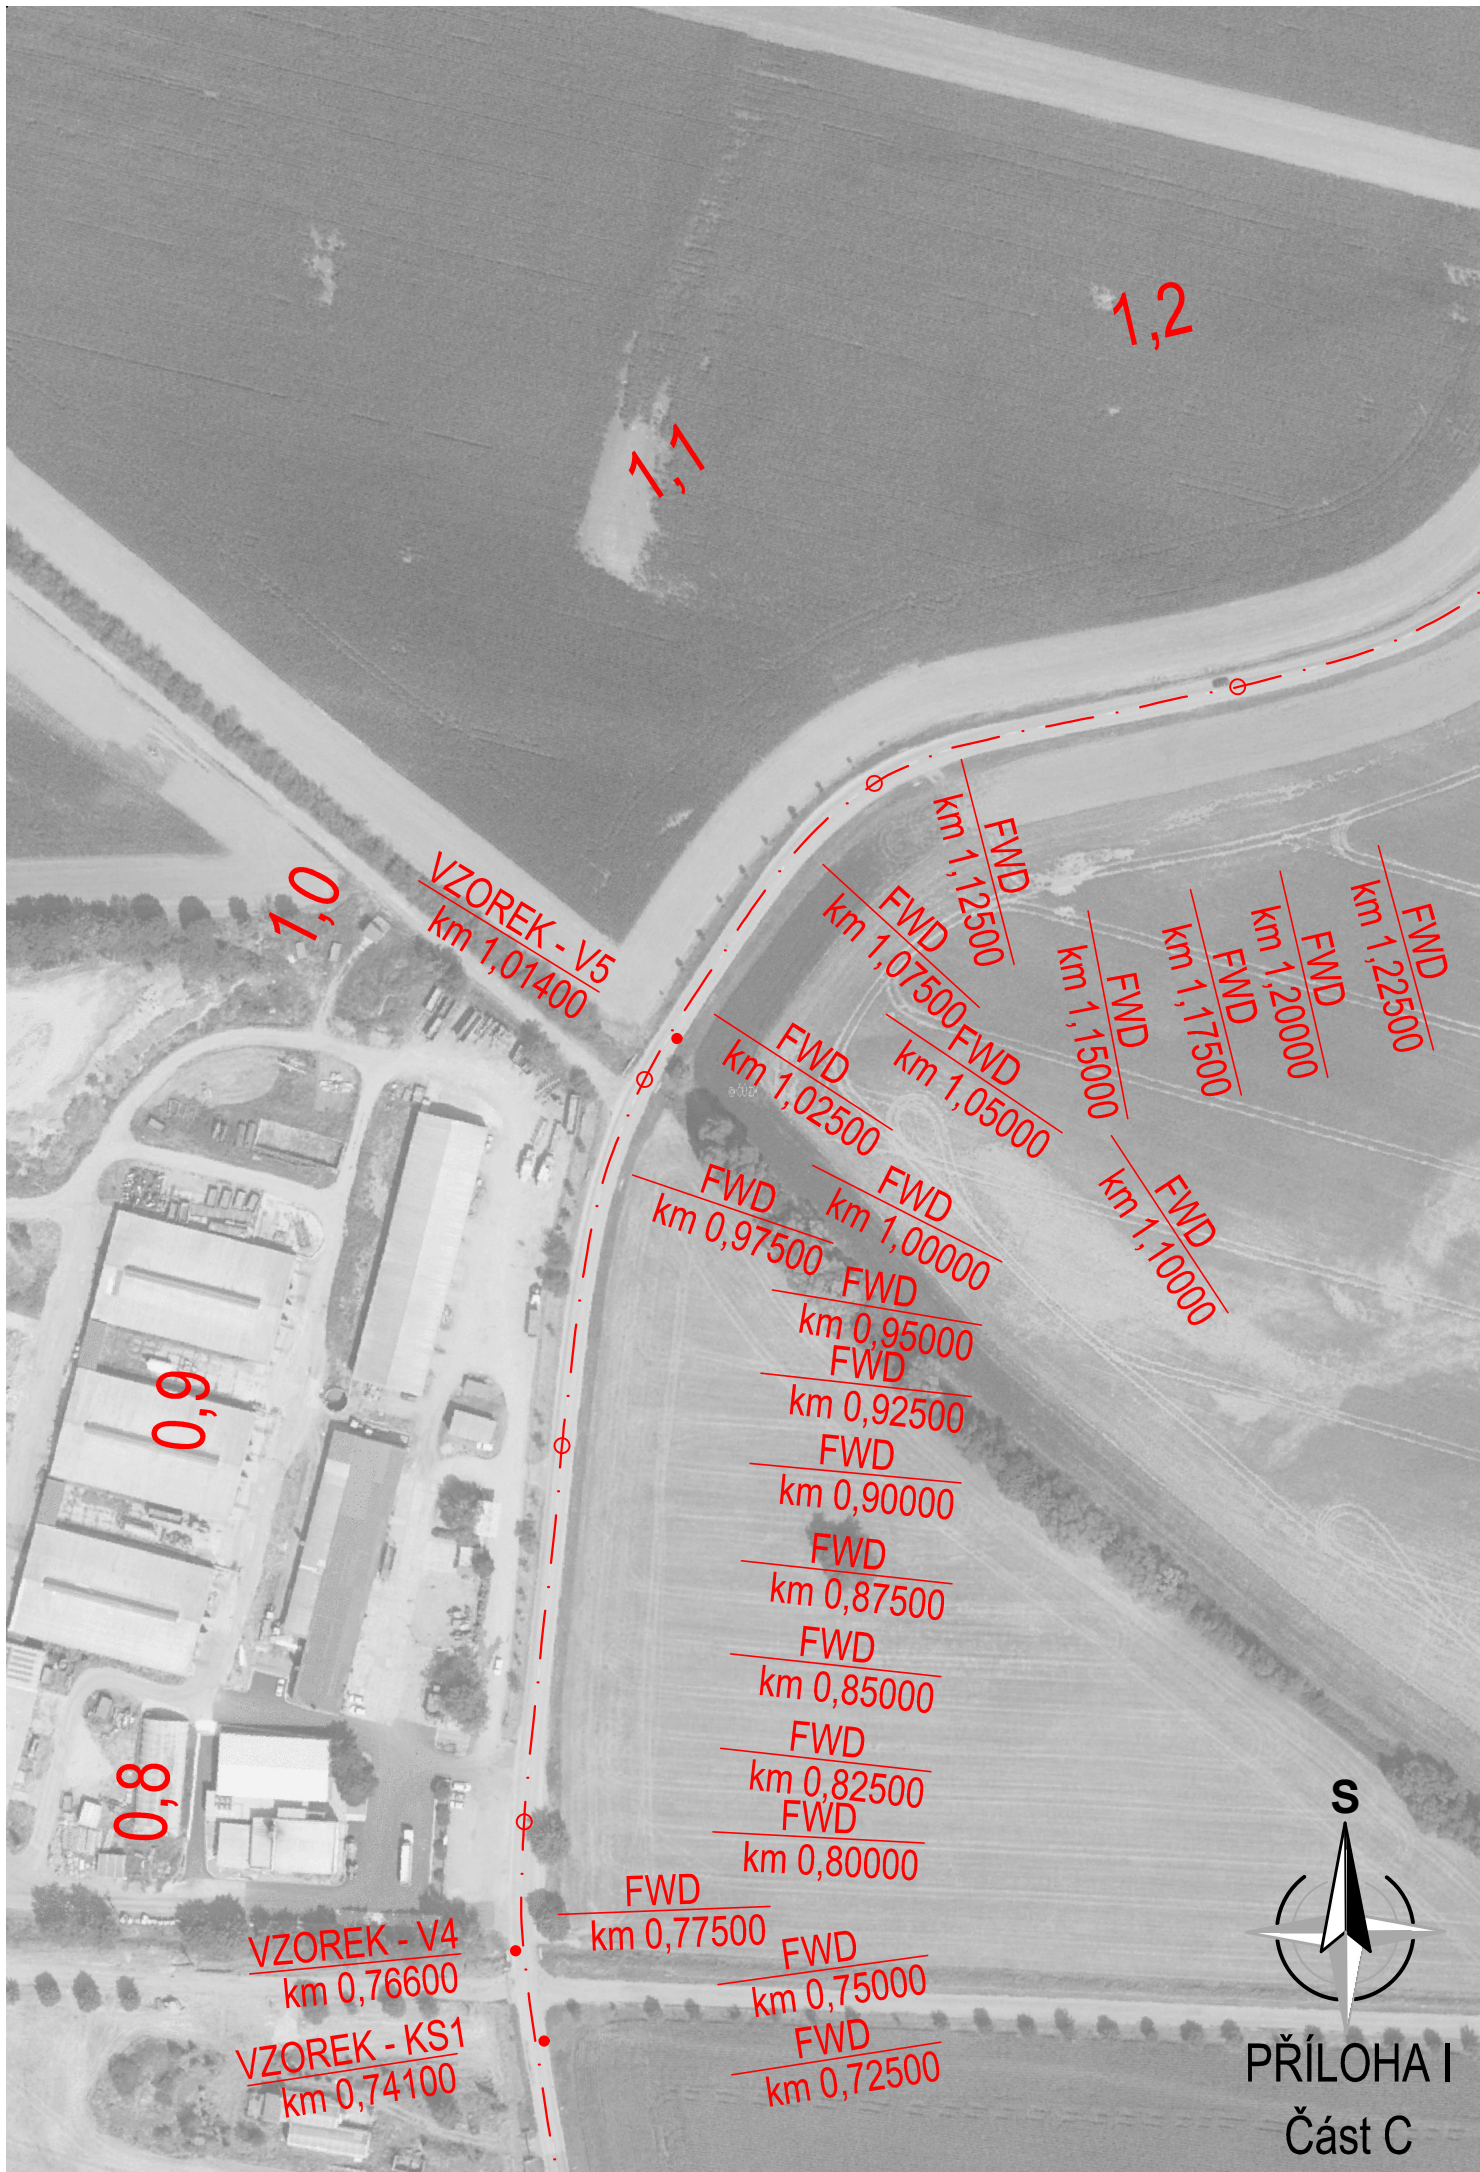 1,2
1,1
1,0
VZOREK - V5
km 1,01400
FWD
km 1,12500
FWD
km 1,07500
FWD
km 1,22500
FWD
km 1,20000
FWD
km 1,17500
FWD
km 1,15000
FWD
km 1,02500
FWD
km 1,05000
FWD
km 0,97500
FWD
km 1,00000
FWD
km 1,10000
FWD
km 0,95000
0,9
FWD
km 0,92500
FWD
km 0,90000
FWD
km 0,87500
FWD
km 0,85000
FWD
km 0,82500
0,8
FWD
km 0,80000
FWD
km 0,77500
VZOREK - V4
km 0,76600
FWD
km 0,75000
VZOREK - KS1
km 0,74100
FWD
km 0,72500
S
PŘÍLOHA I
Část C